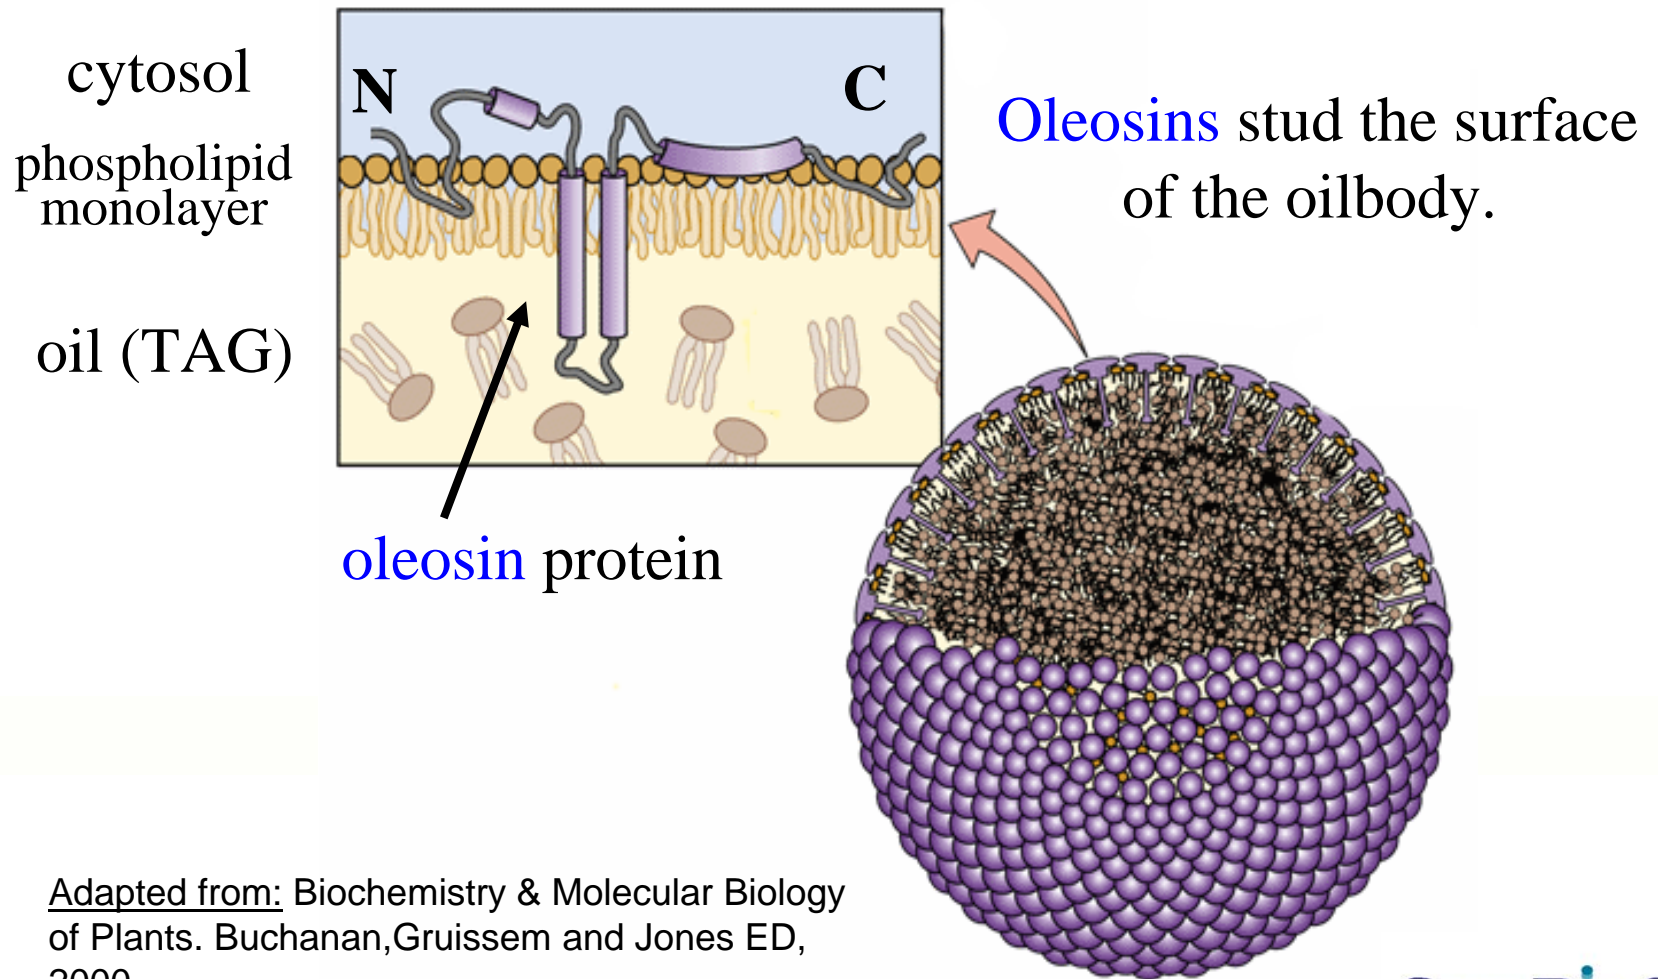 cytosol
phospholipid
monolayer
oil (TAG)
N
C
Oleosins stud the surface
of the oilbody.
oleosin protein
Adapted from: Biochemistry & Molecular Biology
of Plants. Buchanan,Gruissem and Jones ED,
2000